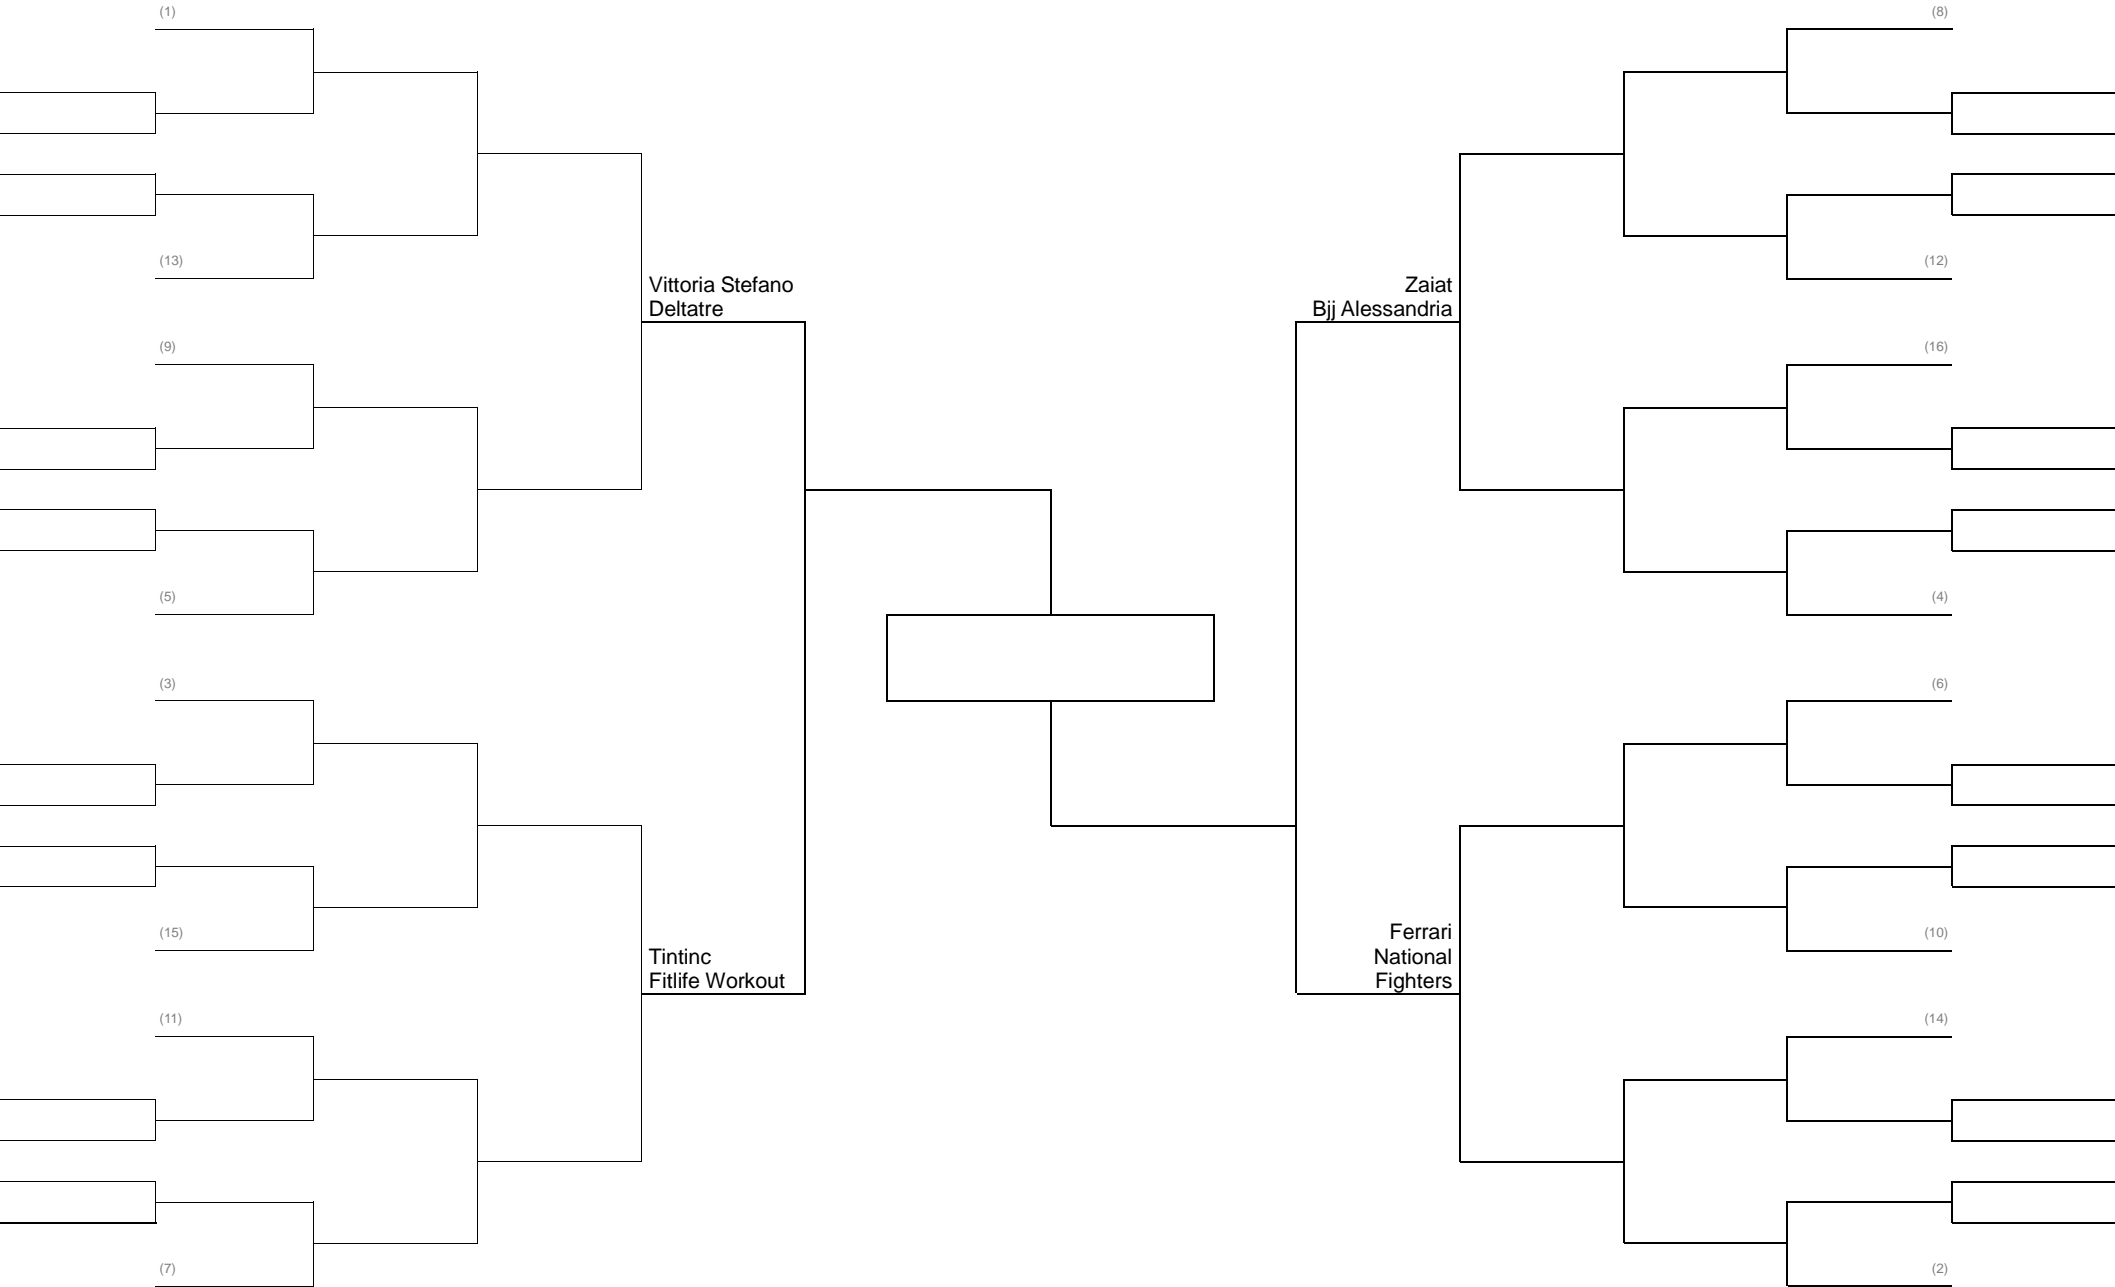 (1)
(8)
(13)
(12)
Vittoria Stefano
Deltatre
Zaiat
Bjj Alessandria
(9)
(16)
(5)
(4)
(3)
(6)
(15)
(10)
Tintinc
Fitlife Workout
Ferrari
National
Fighters
(11)
(14)
(7)
(2)